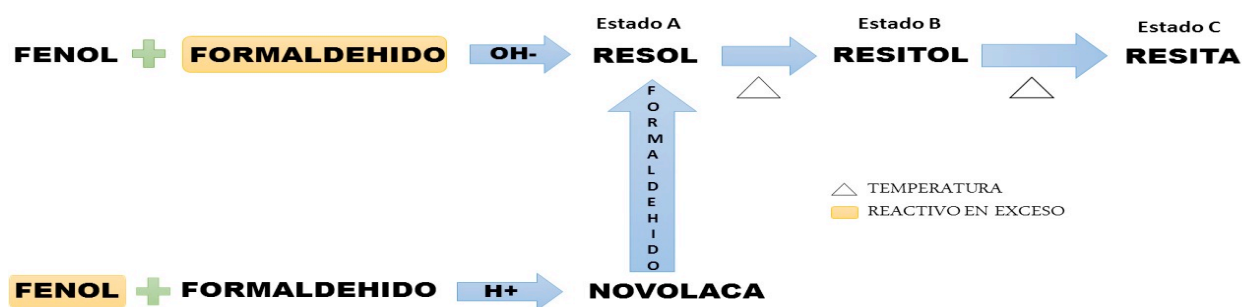 Estado A
Estado B
Estado C
FENOL + FORMALDEHIDO OH- RESOL RESITOL RESITA
FORMALDEHIDO
TEMPERATURA
REACTIVO EN EXCESO
FENOL + FORMALDEHIDO H+ NOVOLACA